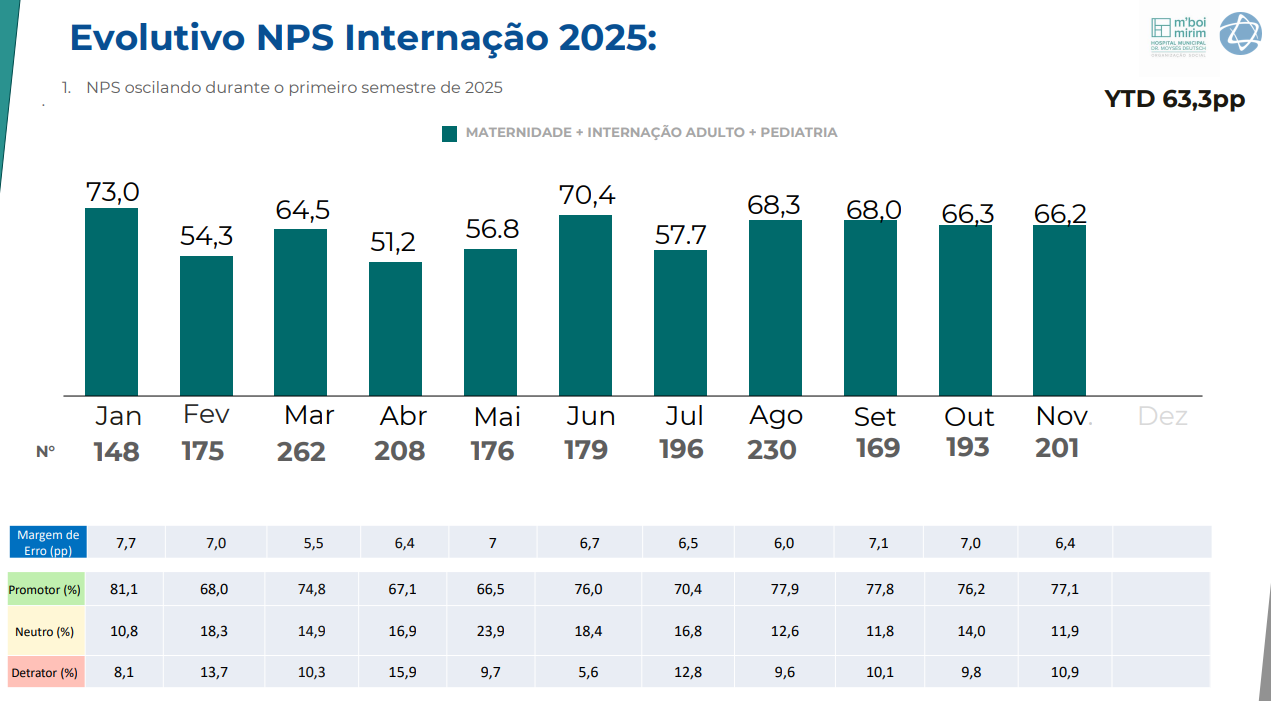 Evolutivo NPS Internação 2025:
m'boi
mirim
HOSPITAL MUNICIPAL
DR. MOYSÉS DEUTSCH
ORGANIZAÇÃO SOCIAL
1. NPS oscilando durante o primeiro semestre de 2025
.
YTD 63,3pp
MATERNIDADE + INTERNAÇÃO ADULTO + PEDIATRIA
73,0 54,3 64,5 51,2 56.8 70,4 57.7 68,3 68,0 66,3 66,2
Jan Fev Mar Abr Mai Jun Jul Ago Set Out Nov. Dez
N° 148 175 262 208 176 179 196 230 169 193 201
Margem de
Erro (pp) 7,7 7,0 5,5 6,4 7 6,7 6,5 6,0 7,1 7,0 6,4
Promotor (%) 81,1 68,0 74,8 67,1 66,5 76,0 70,4 77,9 77,8 76,2 77,1
Neutro (%) 10,8 18,3 14,9 16,9 23,9 18,4 16,8 12,6 11,8 14,0 11,9
Detrator (%) 8,1 13,7 10,3 15,9 9,7 5,6 12,8 9,6 10,1 9,8 10,9